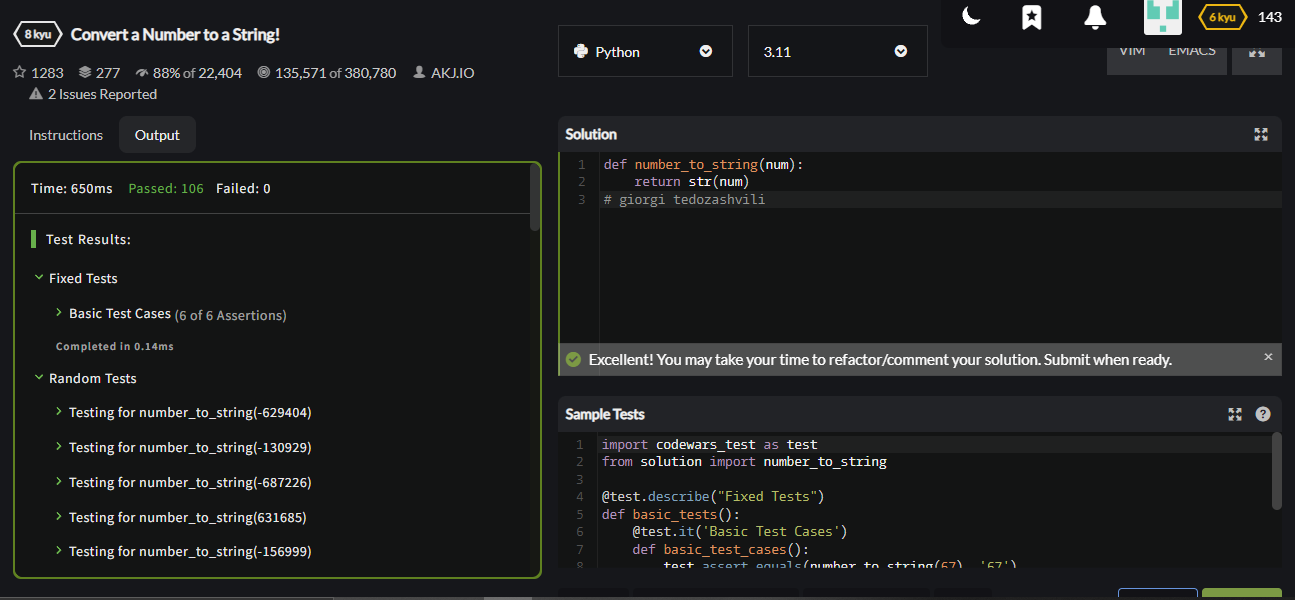 8 kyu Convert a Number to a String!
1283 277 88% of 22,404 135,571 of 380,780 AKJ.IO
2 Issues Reported
Instructions Output
Time: 650ms Passed: 106 Failed: 0
Test Results:
Fixed Tests
Basic Test Cases (6 of 6 Assertions)
Completed in 0.14ms
Random Tests
Testing for number_to_string(-629404)
Testing for number_to_string(-130929)
Testing for number_to_string(-687226)
Testing for number_to_string(631685)
Testing for number_to_string(-156999)
6 kyu 143
Python 3.11 VIM EMACS
Solution
1 def number_to_string(num):
2 return str(num)
3 # giorgi tedozashvili
Excellent! You may take your time to refactor/comment your solution. Submit when ready. ×
Sample Tests ?
1 import codewars_test as test
2 from solution import number_to_string
3
4 @test.describe("Fixed Tests")
5 def basic_tests():
6 @test.it('Basic Test Cases')
7 def basic_test_cases():
8 test.assert_equals(number_to_string(67), '67')